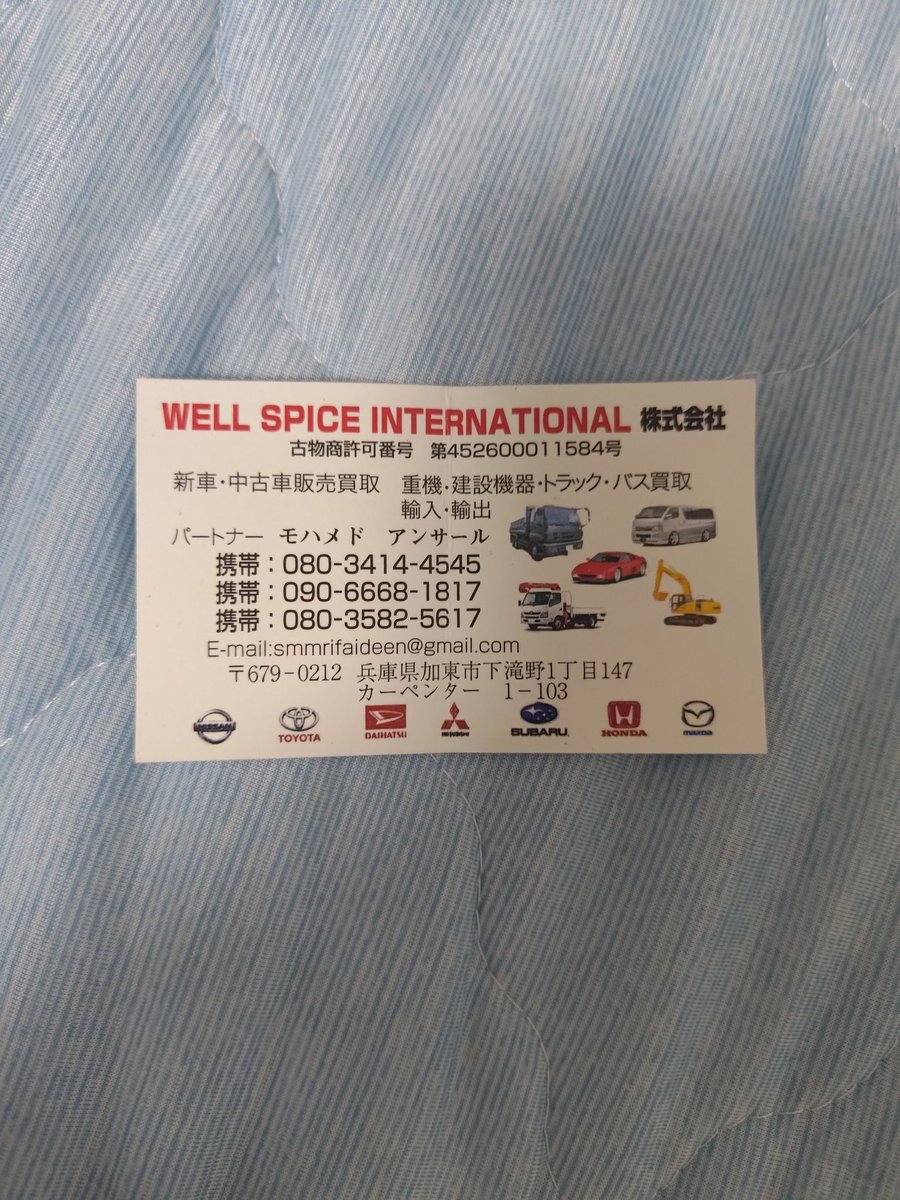 WELL SPICE INTERNATIONAL 株式会社
古物商許可番号　第452600011584号
新車・中古車販売買取　重機・建設機器・トラック・バス買取
輸入・輸出
パートナー モハメド　アンサール
携帯：080-3414-4545
携帯：090-6668-1817
携帯：080-3582-5617
E-mail:smmrifaideen@gmail.com
〒679-0212 兵庫県加東市下滝野1丁目147
カーペンター　1-103
NISSAN TOYOTA DAIHATSU MITSUBISHI SUBARU HONDA mazda